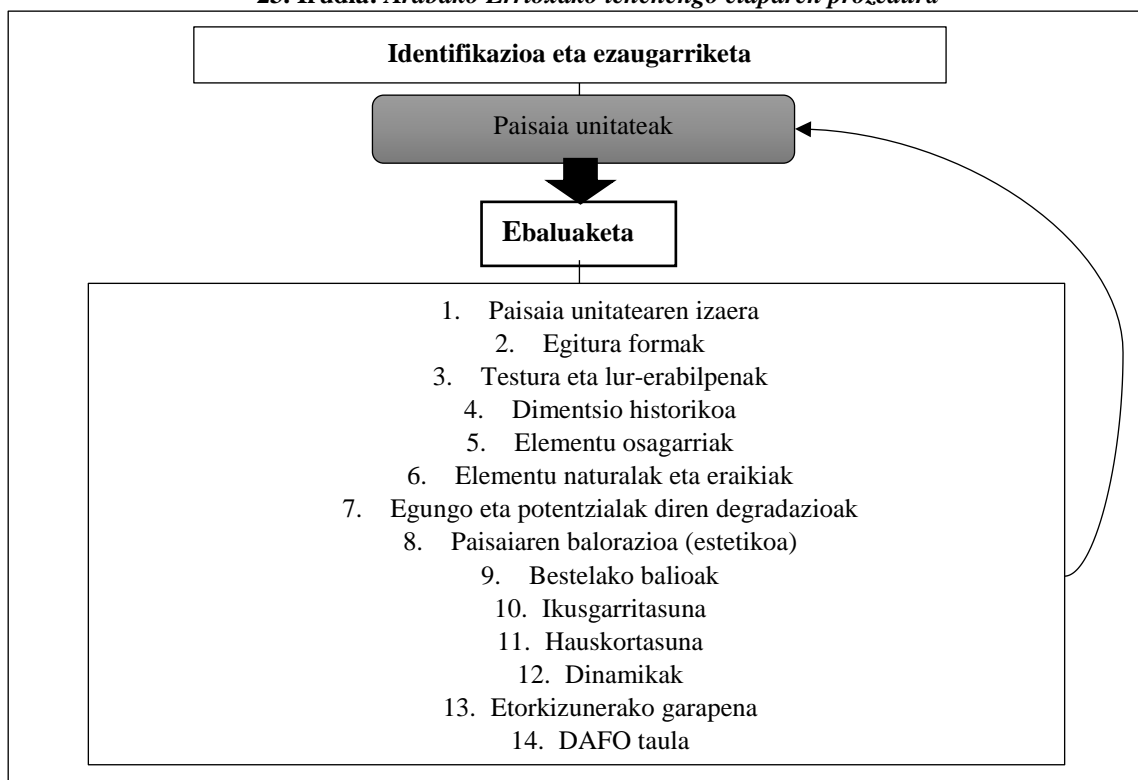 Identifikazioa eta ezaugarriketa
Paisaia unitateak
Ebaluaketa
1. Paisaia unitatearen izaera
2. Egitura formak
3. Testura eta lur-erabilpenak
4. Dimentsio historikoa
5. Elementu osagarriak
6. Elementu naturalak eta eraikiak
7. Egungo eta potentzialak diren degradazioak
8. Paisaiaren balorazioa (estetikoa)
9. Bestelako balioak
10. Ikusgarritasuna
11. Hauskortasuna
12. Dinamikak
13. Etorkizunerako garapena
14. DAFO taula